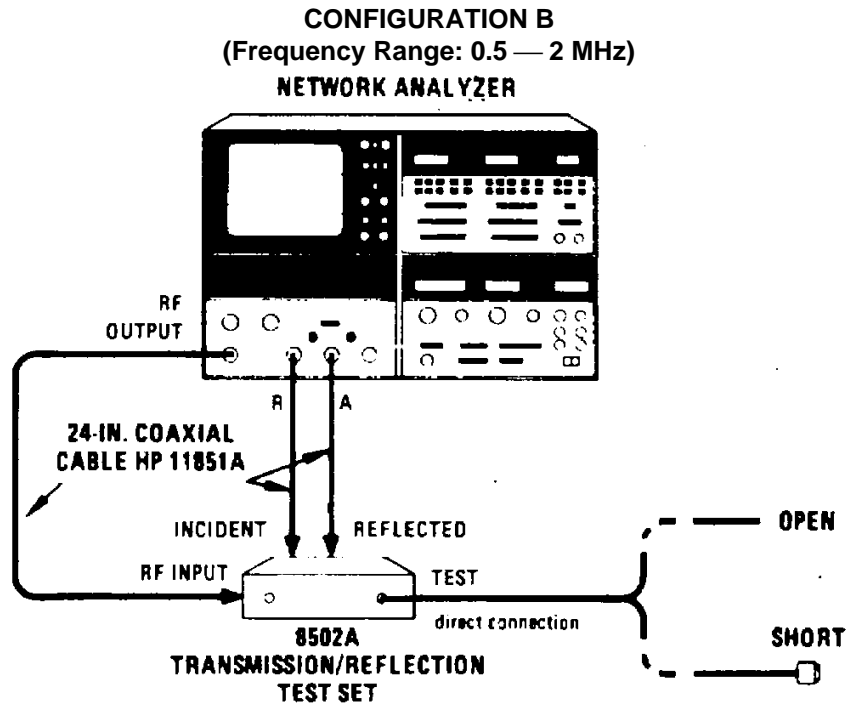 CONFIGURATION B
(Frequency Range: 0.5 — 2 MHz)
NETWORK ANALYZER
RF
OUTPUT
R A
24-IN. COAXIAL
CABLE HP 11851A
INCIDENT REFLECTED
RF INPUT
TEST
OPEN
direct connection
8502A
TRANSMISSION/REFLECTION
TEST SET
SHORT